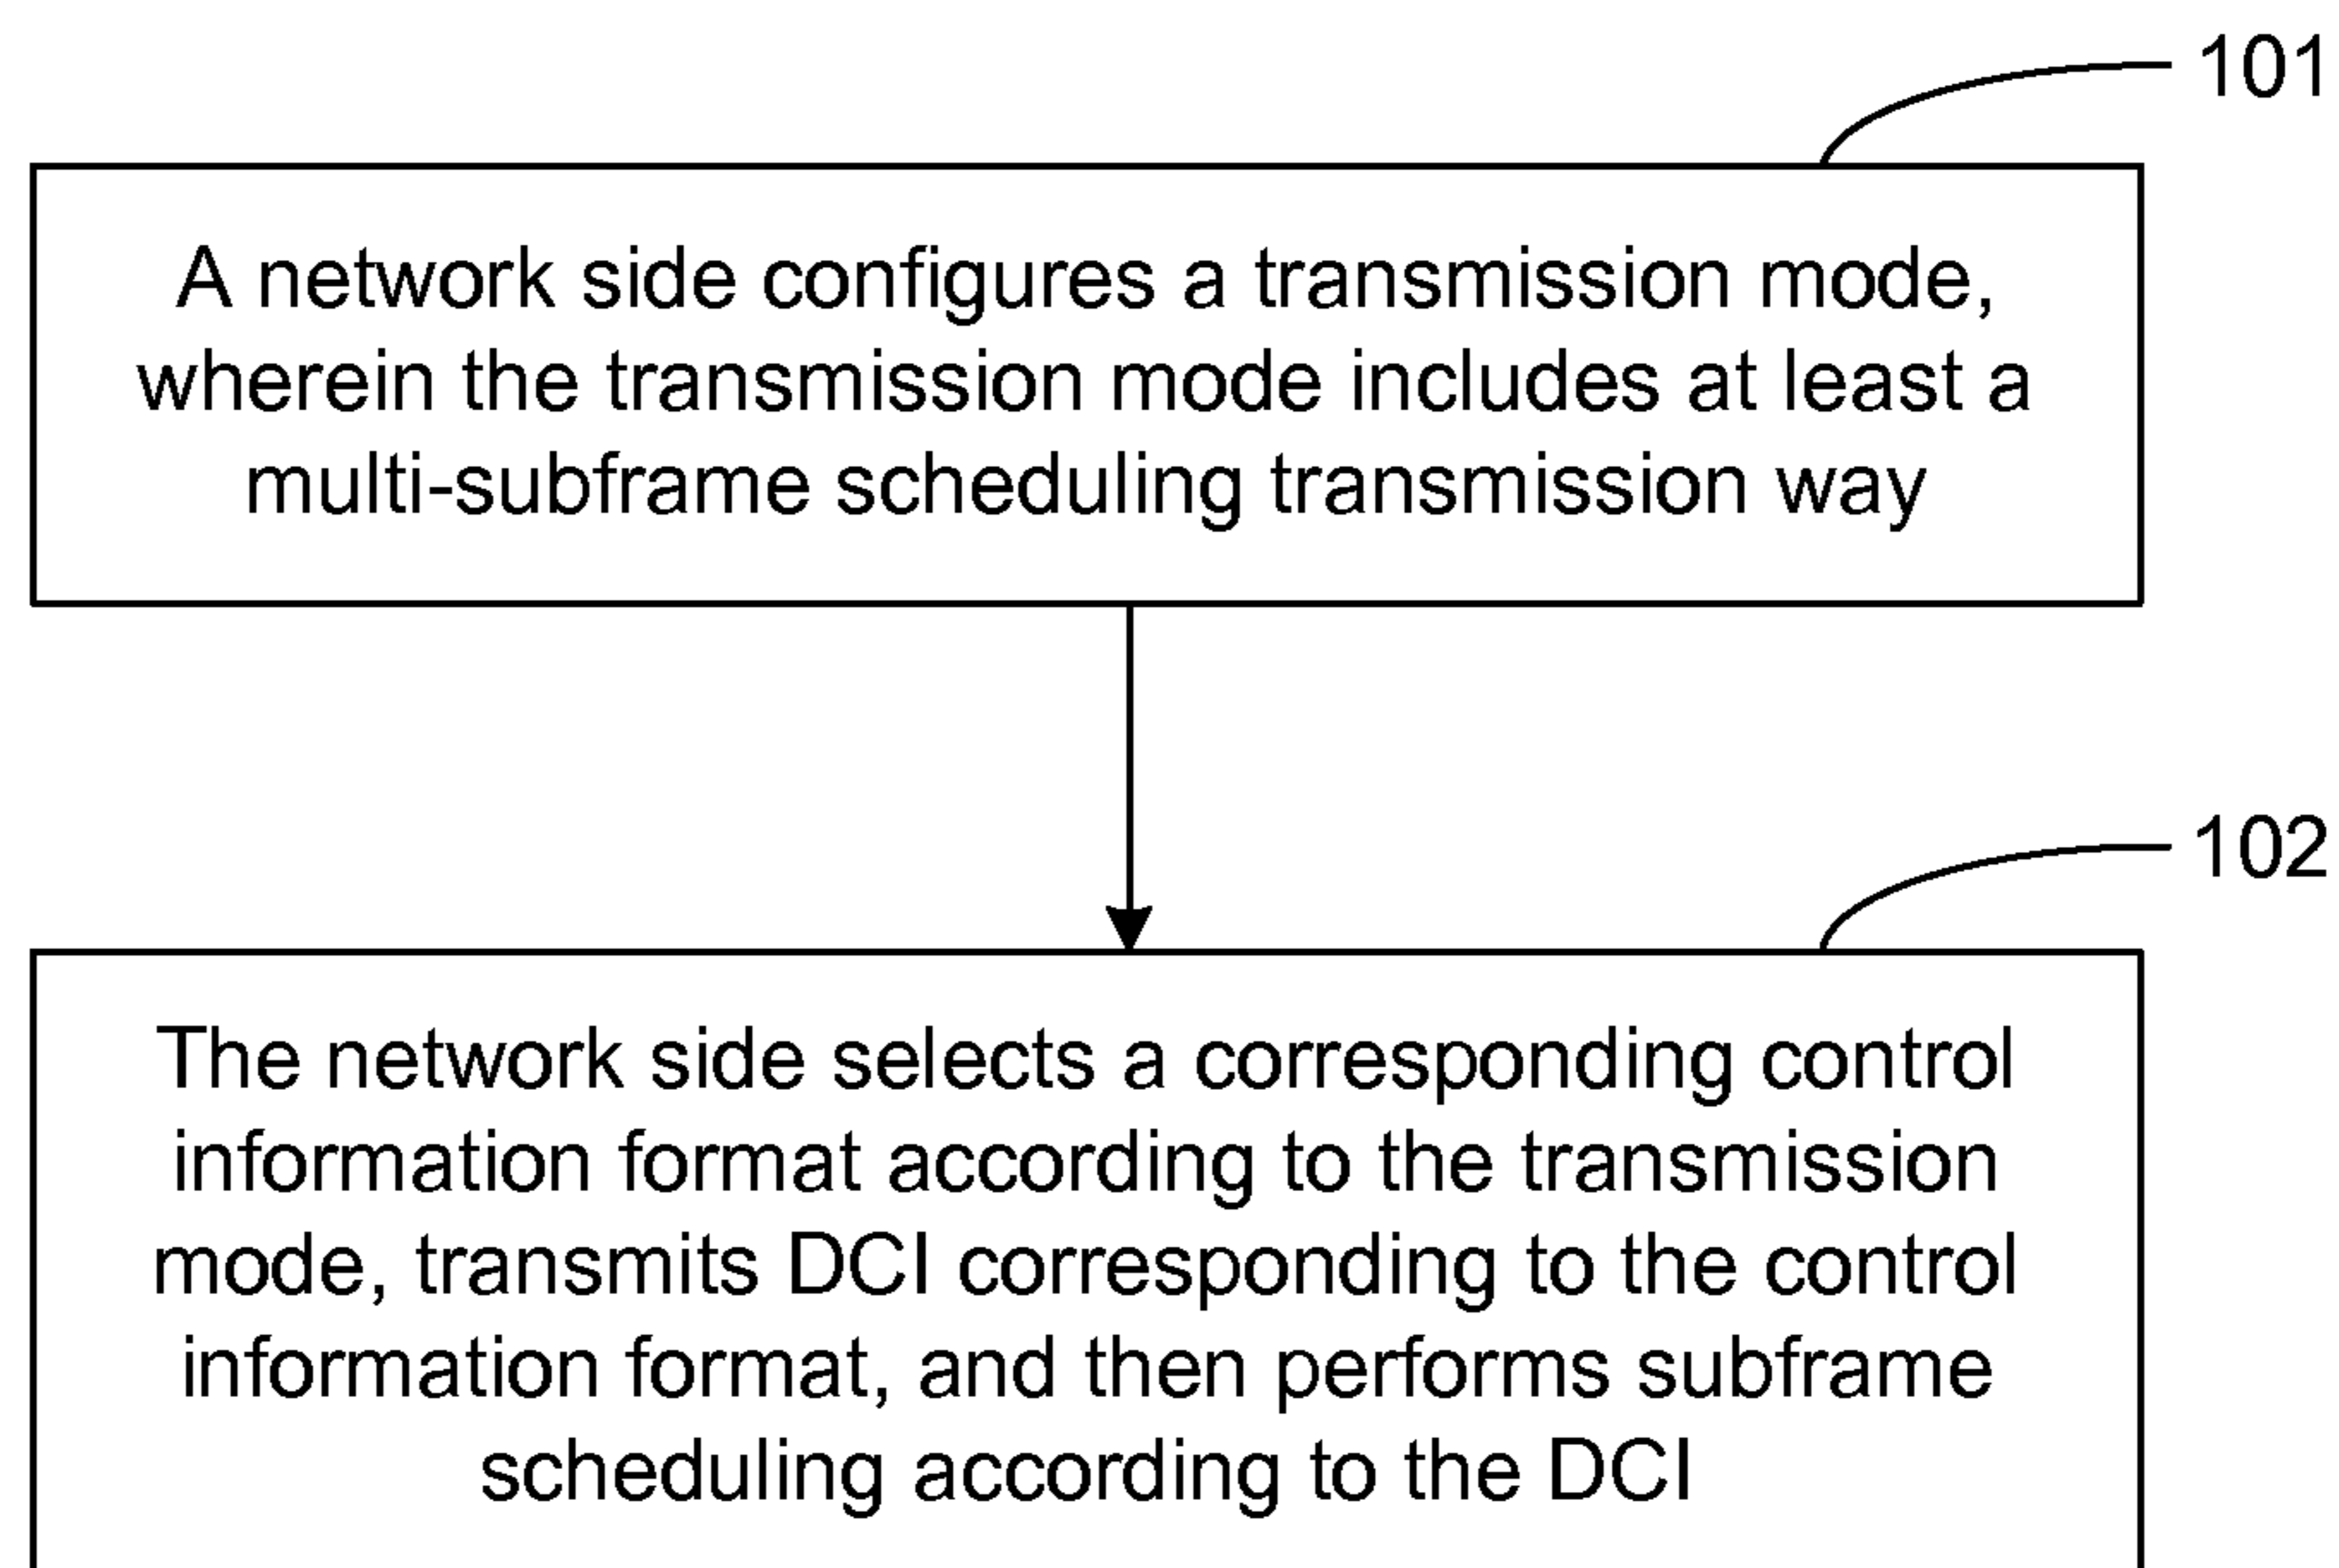 101
A network side configures a transmission mode,
wherein the transmission mode includes at least a
multi-subframe scheduling transmission way
102
The network side selects a corresponding control
information format according to the transmission
mode, transmits DCI corresponding to the control
information format, and then performs subframe
scheduling according to the DCI